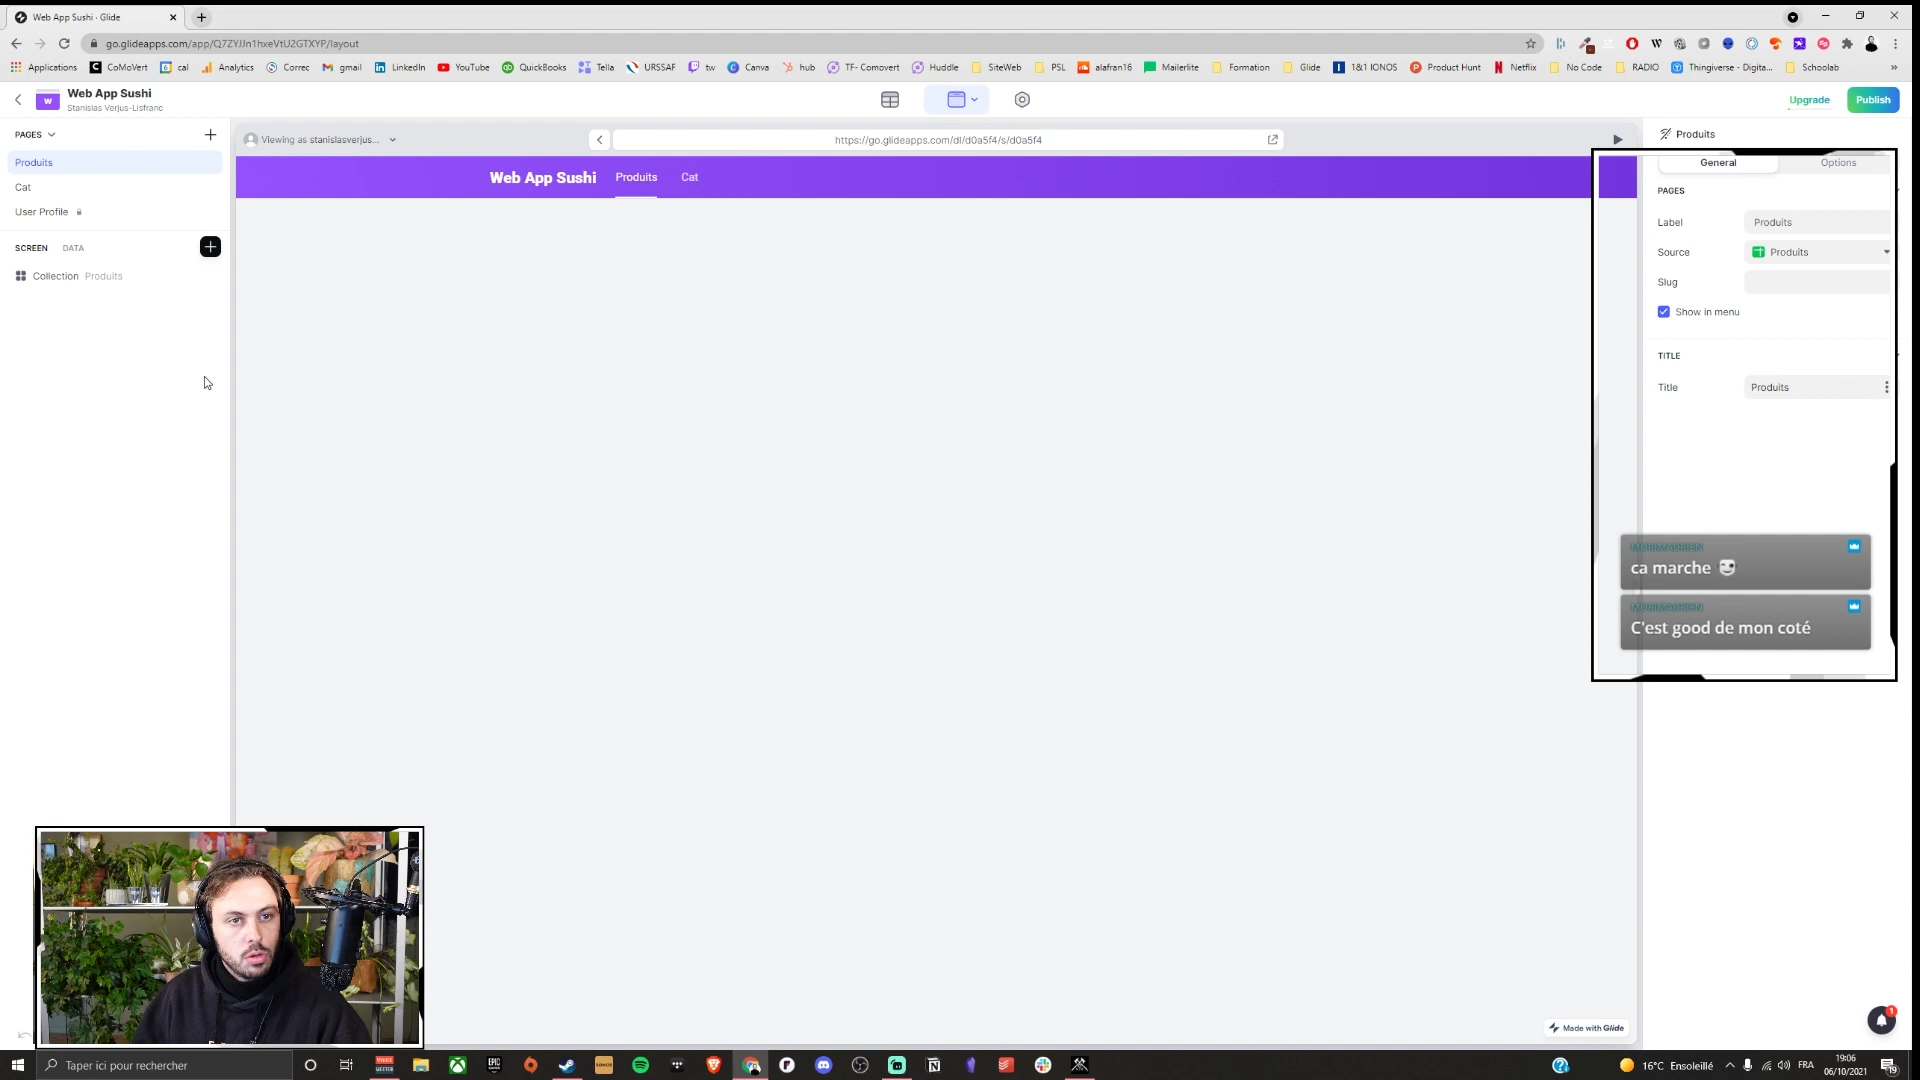 Web App Sushi · Glide
go.glideapps.com/app/Q7ZYJJn1hxeVtU2GTXYP/layout
Applications CoMoVert cal Analytics Correc gmail LinkedIn YouTube QuickBooks Tella URSSAF tw Canva hub TF- Comovert Huddle SiteWeb PSL alafran16 Mailerlite Formation Glide 1&1 IONOS Product Hunt Netflix No Code RADIO Thingiverse - Digita... Schoolab »
W
Web App Sushi
Stanislas Verjus-Lisfranc
Upgrade
Publish
PAGES
Produits
Cat
User Profile
SCREEN DATA
Collection Produits
Viewing as stanislasverjus...
https://go.glideapps.com/dl/d0a5f4/s/d0a5f4
Web App Sushi Produits Cat
Made with Glide
Produits
General Options
PAGES
Label Produits
Source Produits
Slug
Show in menu
TITLE
Title Produits
MORIMADRIEN
ca marche
MORIMADRIEN
C'est good de mon coté
1
Taper ici pour rechercher
16°C Ensoleillé
FRA
19:06
06/10/2021
19